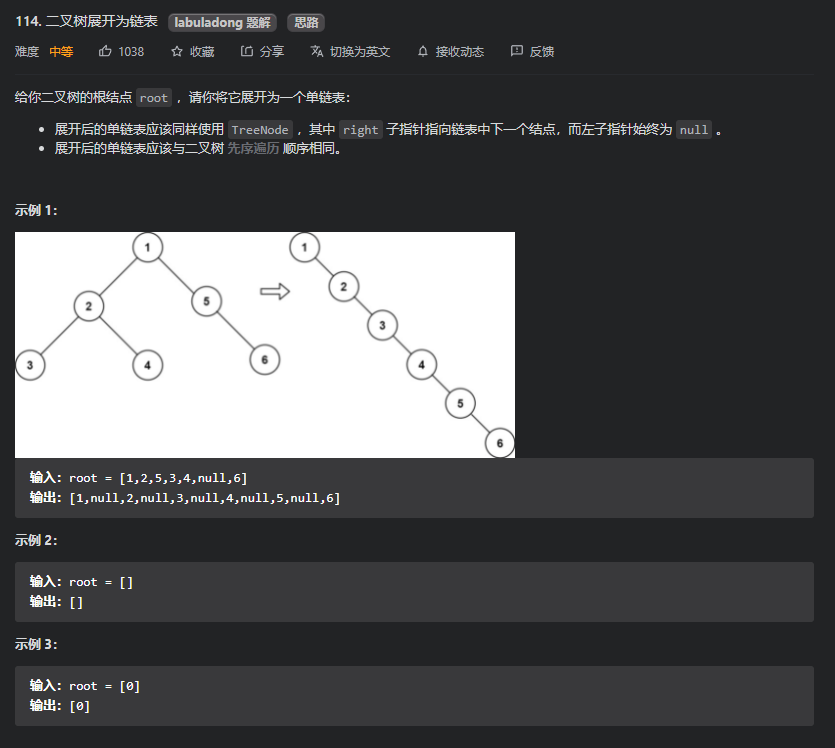 114. 二叉树展开为链表 labuladong 题解 思路
难度 中等 1038 收藏 分享 切换为英文 接收动态 反馈
给你二叉树的根结点 root ，请你将它展开为一个单链表：
• 展开后的单链表应该同样使用 TreeNode ，其中 right 子指针指向链表中下一个结点，而左子指针始终为 null 。
• 展开后的单链表应该与二叉树 先序遍历 顺序相同。
示例 1：
1 1
2 5 2
3 4 6 3
4
5
6
输入：root = [1,2,5,3,4,null,6]
输出：[1,null,2,null,3,null,4,null,5,null,6]
示例 2：
输入：root = []
输出：[]
示例 3：
输入：root = [0]
输出：[0]